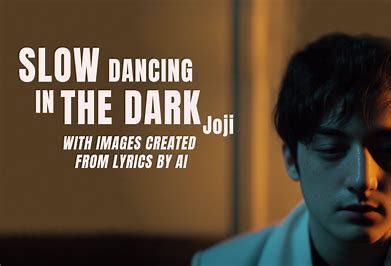 SLOW DANCING
IN THE DARK
Joji
WITH IMAGES CREATED
FROM LYRICS BY AI